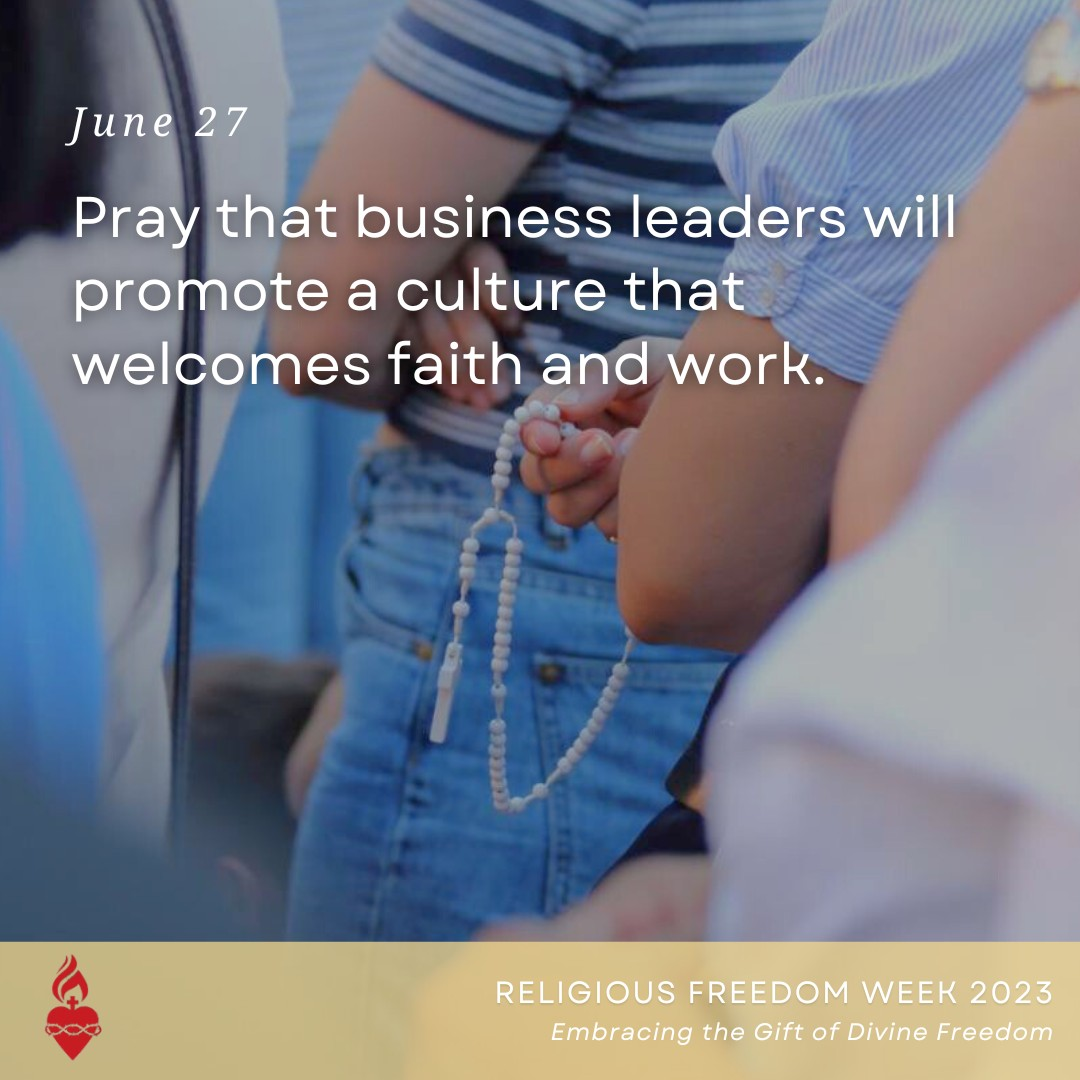 June 27
Pray that business leaders will
promote a culture that
welcomes faith and work.
RELIGIOUS FREEDOM WEEK 2023
Embracing the Gift of Divine Freedom